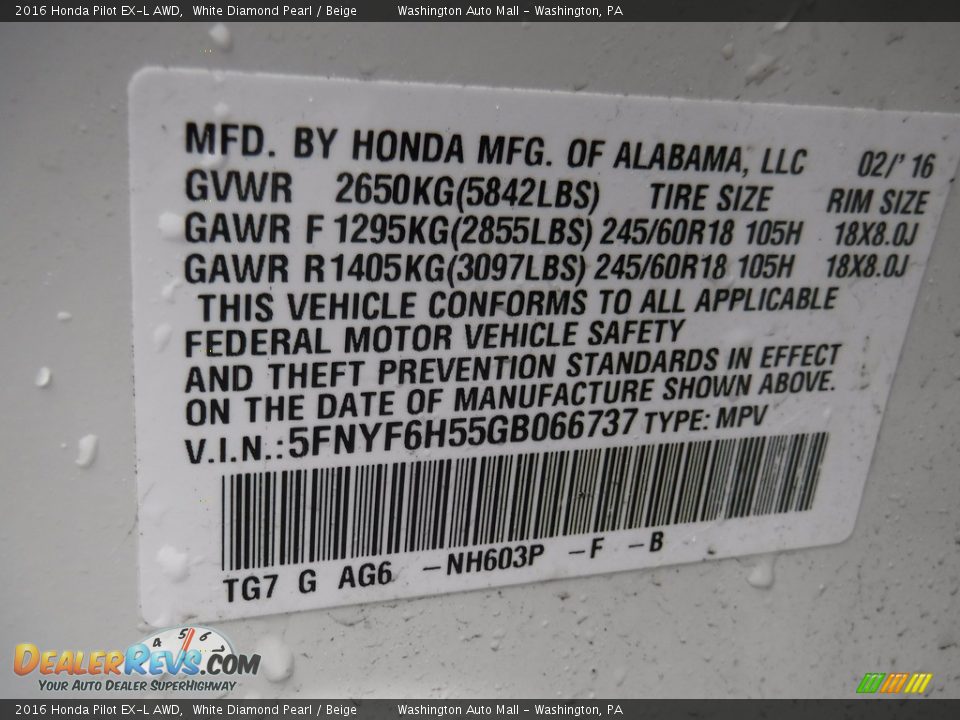 2016 Honda Pilot EX-L AWD, White Diamond Pearl / Beige Washington Auto Mall - Washington, PA
MFD. BY HONDA MFG. OF ALABAMA, LLC 02/' 16
GVWR 2650KG(5842LBS) TIRE SIZE RIM SIZE
GAWR F 1295KG(2855LBS) 245/60R18 105H 18X8.0J
GAWR R 1405KG(3097LBS) 245/60R18 105H 18X8.0J
THIS VEHICLE CONFORMS TO ALL APPLICABLE
FEDERAL MOTOR VEHICLE SAFETY
AND THEFT PREVENTION STANDARDS IN EFFECT
ON THE DATE OF MANUFACTURE SHOWN ABOVE.
V.I.N.: 5FNYF6H55GB066737 TYPE: MPV
TG7 G AG6 -NH603P -F -B
4 5 6
DEALERREVS.COM
YOUR AUTO DEALER SUPERHIGHWAY
2016 Honda Pilot EX-L AWD, White Diamond Pearl / Beige Washington Auto Mall - Washington, PA